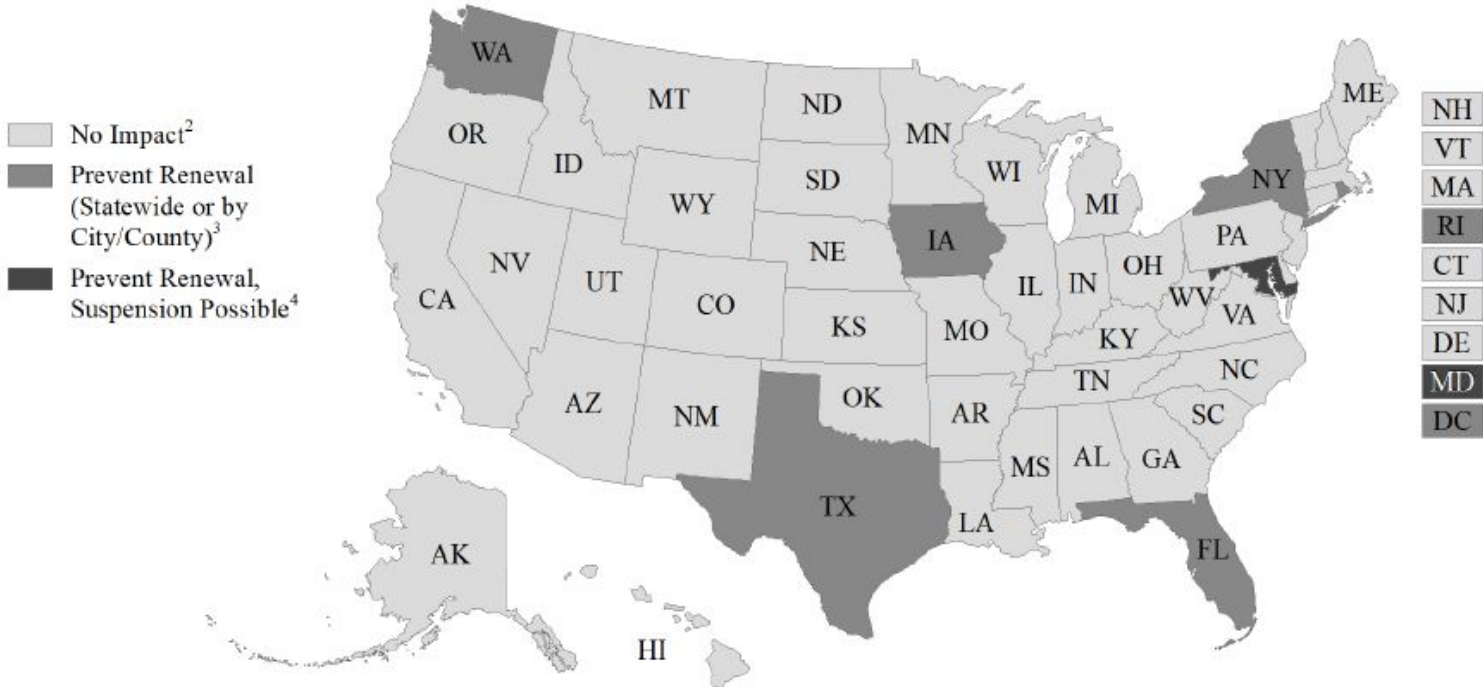 No Impact²
Prevent Renewal
(Statewide or by
City/County)³
Prevent Renewal,
Suspension Possible⁴
WA
OR
CA
NV
ID
MT
WY
UT
AZ
CO
NM
ND
SD
NE
KS
OK
TX
MN
IA
MO
AR
LA
WI
IL
MS
MI
IN
KY
TN
AL
OH
WV
GA
FL
SC
NC
VA
PA
NY
ME
AK
HI
NH
VT
MA
RI
CT
NJ
DE
MD
DC